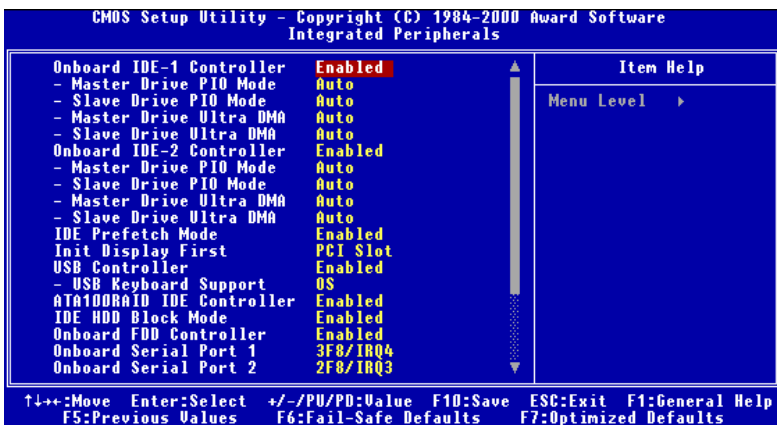 CMOS Setup Utility - Copyright (C) 1984-2000 Award Software
Integrated Peripherals
Onboard IDE-1 Controller Enabled
- Master Drive PIO Mode Auto
- Slave Drive PIO Mode Auto
- Master Drive Ultra DMA Auto
- Slave Drive Ultra DMA Auto
Onboard IDE-2 Controller Enabled
- Master Drive PIO Mode Auto
- Slave Drive PIO Mode Auto
- Master Drive Ultra DMA Auto
- Slave Drive Ultra DMA Auto
IDE Prefetch Mode Enabled
Init Display First PCI Slot
USB Controller Enabled
- USB Keyboard Support OS
ATA100RAID IDE Controller Enabled
IDE HDD Block Mode Enabled
Onboard FDD Controller Enabled
Onboard Serial Port 1 3F8/IRQ4
Onboard Serial Port 2 2F8/IRQ3
Item Help
Menu Level ▸
↑↓→←:Move Enter:Select +/-/PU/PD:Value F10:Save ESC:Exit F1:General Help
F5:Previous Values F6:Fail-Safe Defaults F7:Optimized Defaults